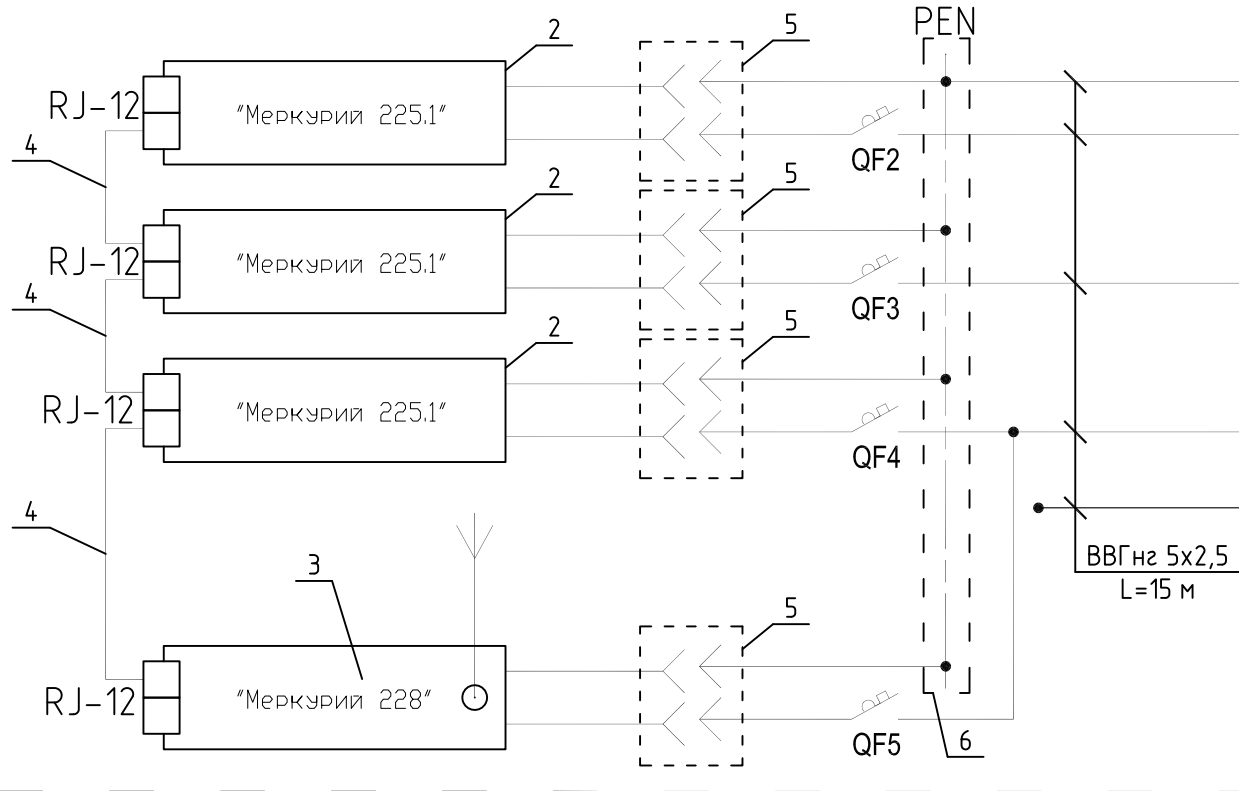 PEN
2
5
RJ-12
"Меркурий 225.1"
4
QF2
2
5
RJ-12
"Меркурий 225.1"
4
QF3
2
5
RJ-12
"Меркурий 225.1"
QF4
4
3
ВВГнг 5х2,5
L=15 м
5
RJ-12
"Меркурий 228"
QF5
6